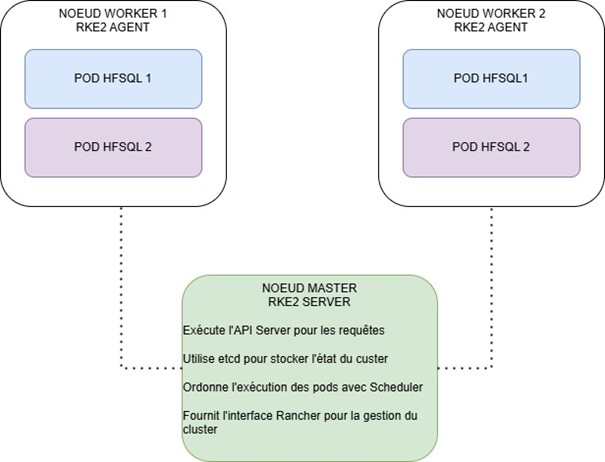 NOEUD WORKER 1
RKE2 AGENT
POD HFSQL 1
POD HFSQL 2
NOEUD WORKER 2
RKE2 AGENT
POD HFSQL1
POD HFSQL 2
NOEUD MASTER
RKE2 SERVER
Exécute l'API Server pour les requêtes
Utilise etcd pour stocker l'état du custer
Ordonne l'exécution des pods avec Scheduler
Fournit l'interface Rancher pour la gestion du
cluster